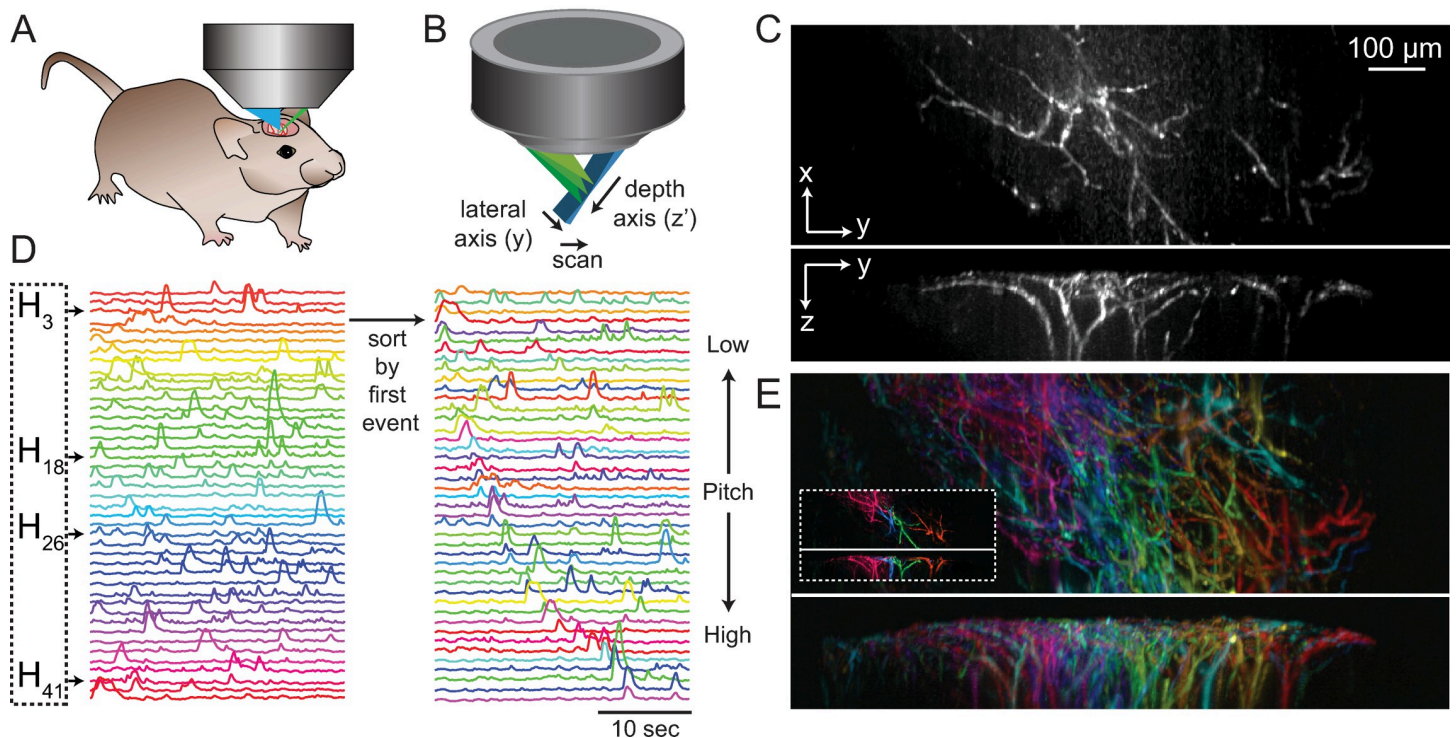 A
B
lateral
axis (y)
depth
axis (z')
scan
C
100 µm
x
y
y
z
D
H3
H18
H26
H41
sort
by
first
event
Low
Pitch
High
10 sec
E